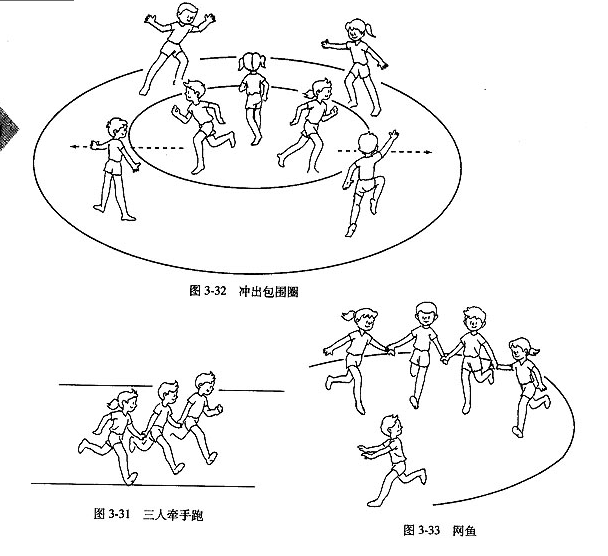 图 3-32 冲出包围圈
图 3-31 三人牵手跑
图 3-33 网鱼